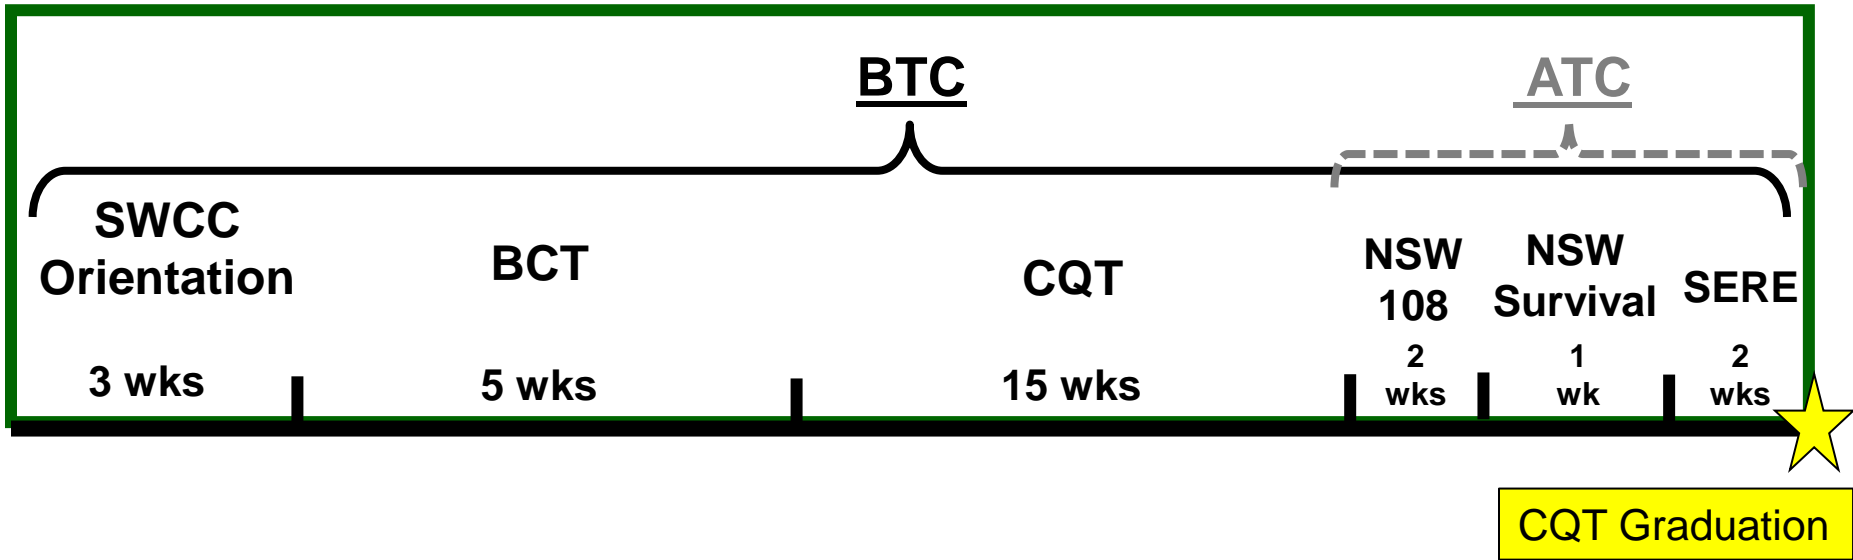 BTC
ATC
SWCC
Orientation
BCT
CQT
NSW
108
NSW
Survival
SERE
3 wks
5 wks
15 wks
2
wks
1
wk
2
wks
CQT Graduation